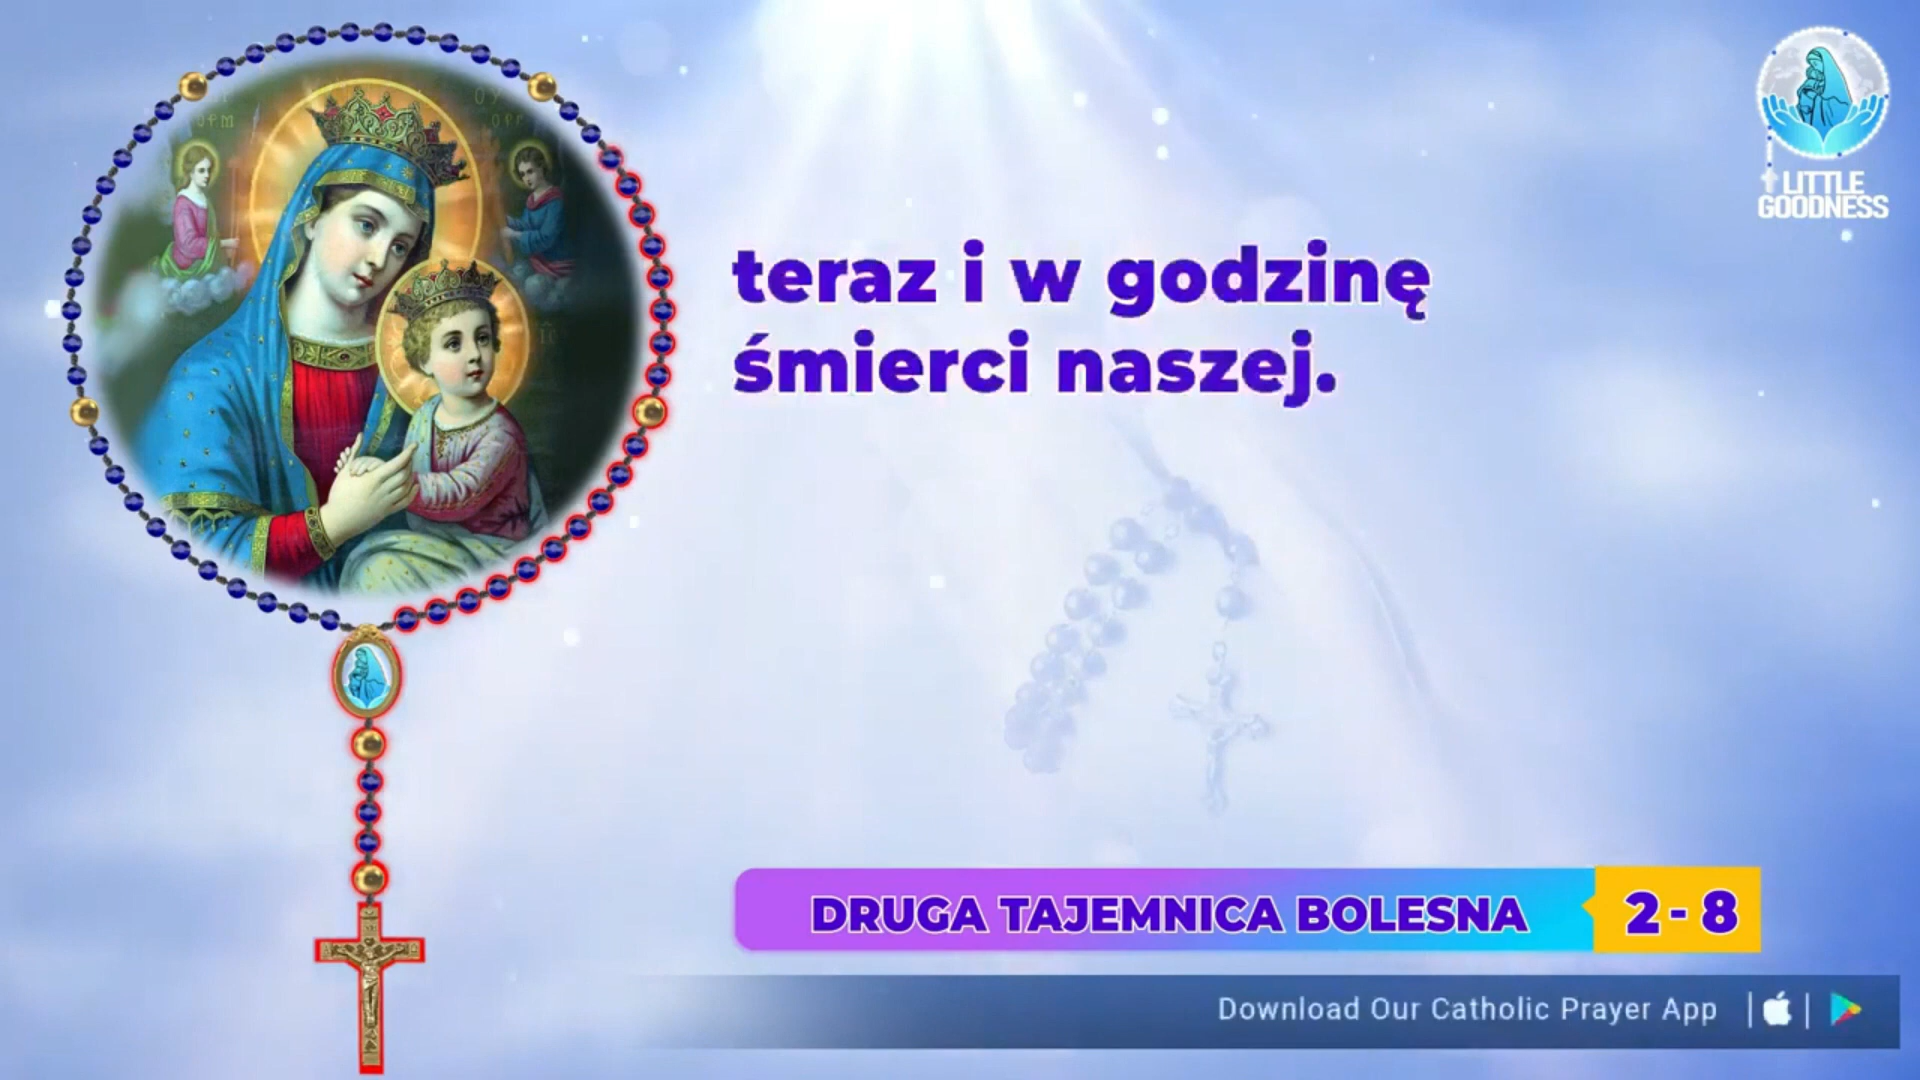 LITTLE
GOODNESS
teraz i w godzinę
śmierci naszej.
DRUGA TAJEMNICA BOLESNA
2 - 8
Download Our Catholic Prayer App